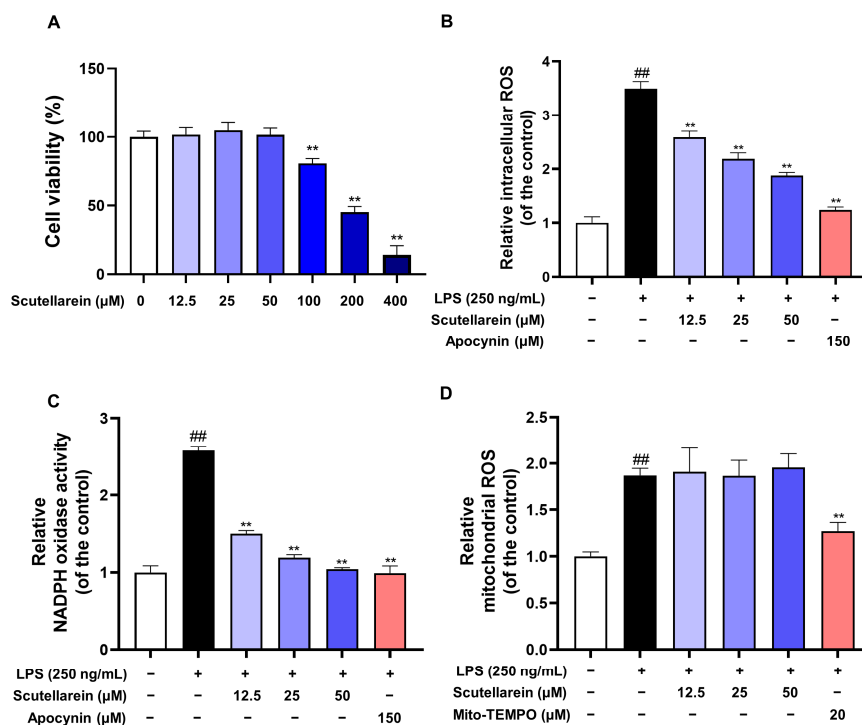 A
Cell viability (%)
150
100
50
0
** ** **
Scutellarein (μM) 0 12.5 25 50 100 200 400
B
Relative intracellular ROS
(of the control)
4
3
2
1
0
## ** ** ** **
LPS (250 ng/mL) − + + + + +
Scutellarein (μM) − − 12.5 25 50 −
Apocynin (μM) − − − − − 150
C
Relative
NADPH oxidase activity
(of the control)
3
2
1
0
## ** ** ** **
LPS (250 ng/mL) − + + + + +
Scutellarein (μM) − − 12.5 25 50 −
Apocynin (μM) − − − − − 150
D
Relative
mitochondrial ROS
(of the control)
2.5
2.0
1.5
1.0
0.5
0.0
## **
LPS (250 ng/mL) − + + + + +
Scutellarein (μM) − − 12.5 25 50 −
Mito-TEMPO (μM) − − − − − 20